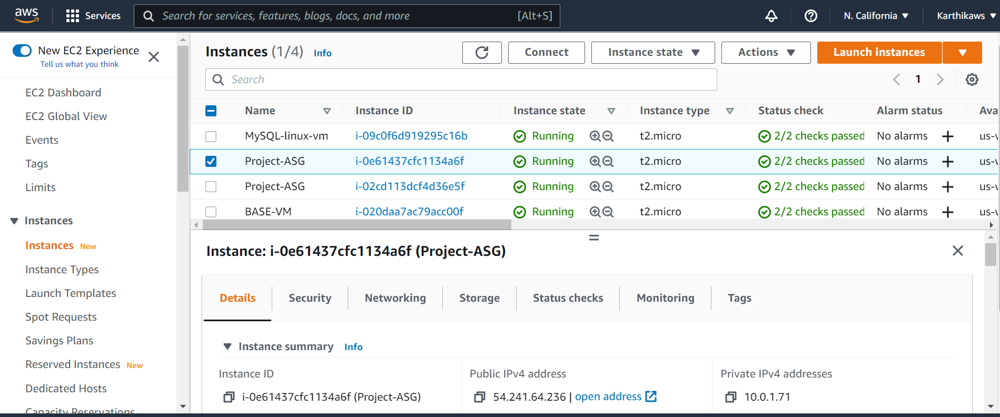 aws Services Search for services, features, blogs, docs, and more [Alt+S] N. California Karthikaws
New EC2 Experience
Tell us what you think
EC2 Dashboard
EC2 Global View
Events
Tags
Limits
Instances
Instances New
Instance Types
Launch Templates
Spot Requests
Savings Plans
Reserved Instances New
Dedicated Hosts
Capacity Reservations
Instances (1/4) Info Connect Instance state Actions Launch instances
Search 1
Name Instance ID Instance state Instance type Status check Alarm status Ava
MySQL-linux-vm i-09c0f6d919295c16b Running t2.micro 2/2 checks passed No alarms us-w
Project-ASG i-0e61437cfc1134a6f Running t2.micro 2/2 checks passed No alarms us-w
Project-ASG i-02cd113dcf4d36e5f Running t2.micro 2/2 checks passed No alarms us-w
BASE-VM i-020daa7ac79acc00f Running t2.micro 2/2 checks passed No alarms us-w
Instance: i-0e61437cfc1134a6f (Project-ASG)
Details Security Networking Storage Status checks Monitoring Tags
Instance summary Info
Instance ID Public IPv4 address Private IPv4 addresses
i-0e61437cfc1134a6f (Project-ASG) 54.241.64.236 | open address 10.0.1.71